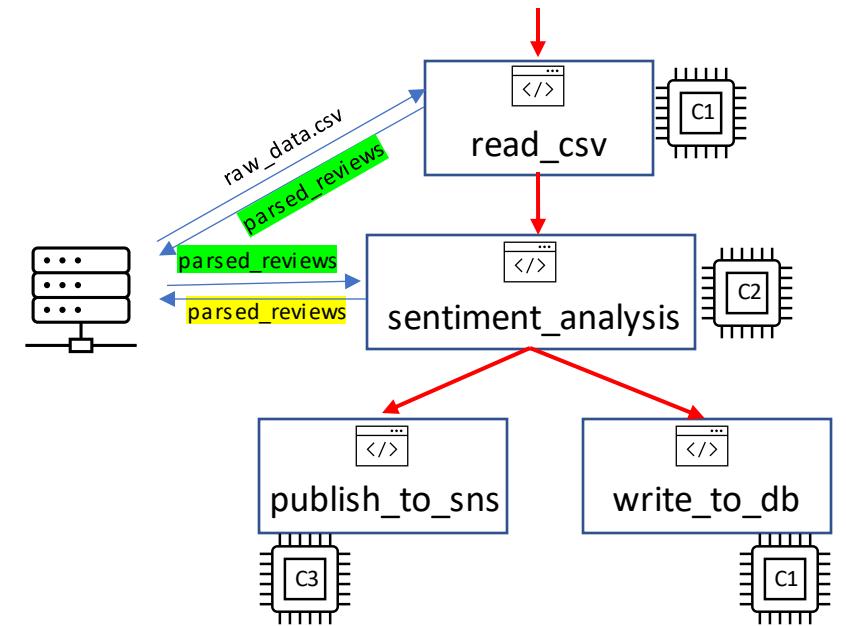 </>
C1
read_csv
raw_data.csv
parsed_reviews
parsed_reviews
</>
C2
parsed_reviews
sentiment_analysis
</>
</>
publish_to_sns
write_to_db
C3
C1